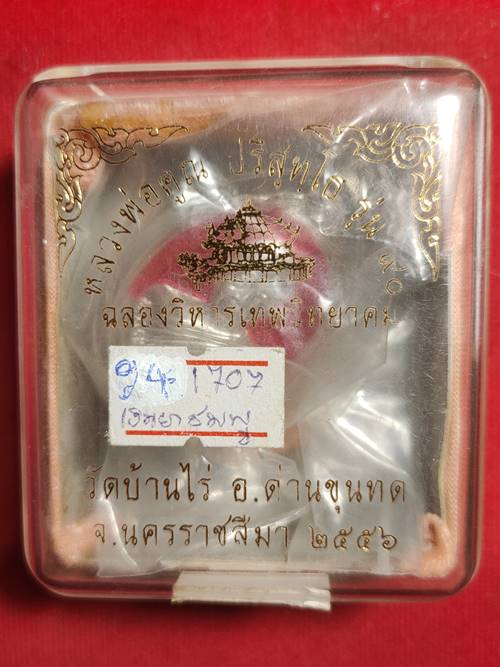 หลวงพ่อคูณ ปริสุทฺโธ รุ่น ๙๐
ฉลองวิหารเทพวิทยาคม
1707
วัดบ้านไร่ อ.ด่านขุนทด
จ.นครราชสีมา ๒๕๕๖